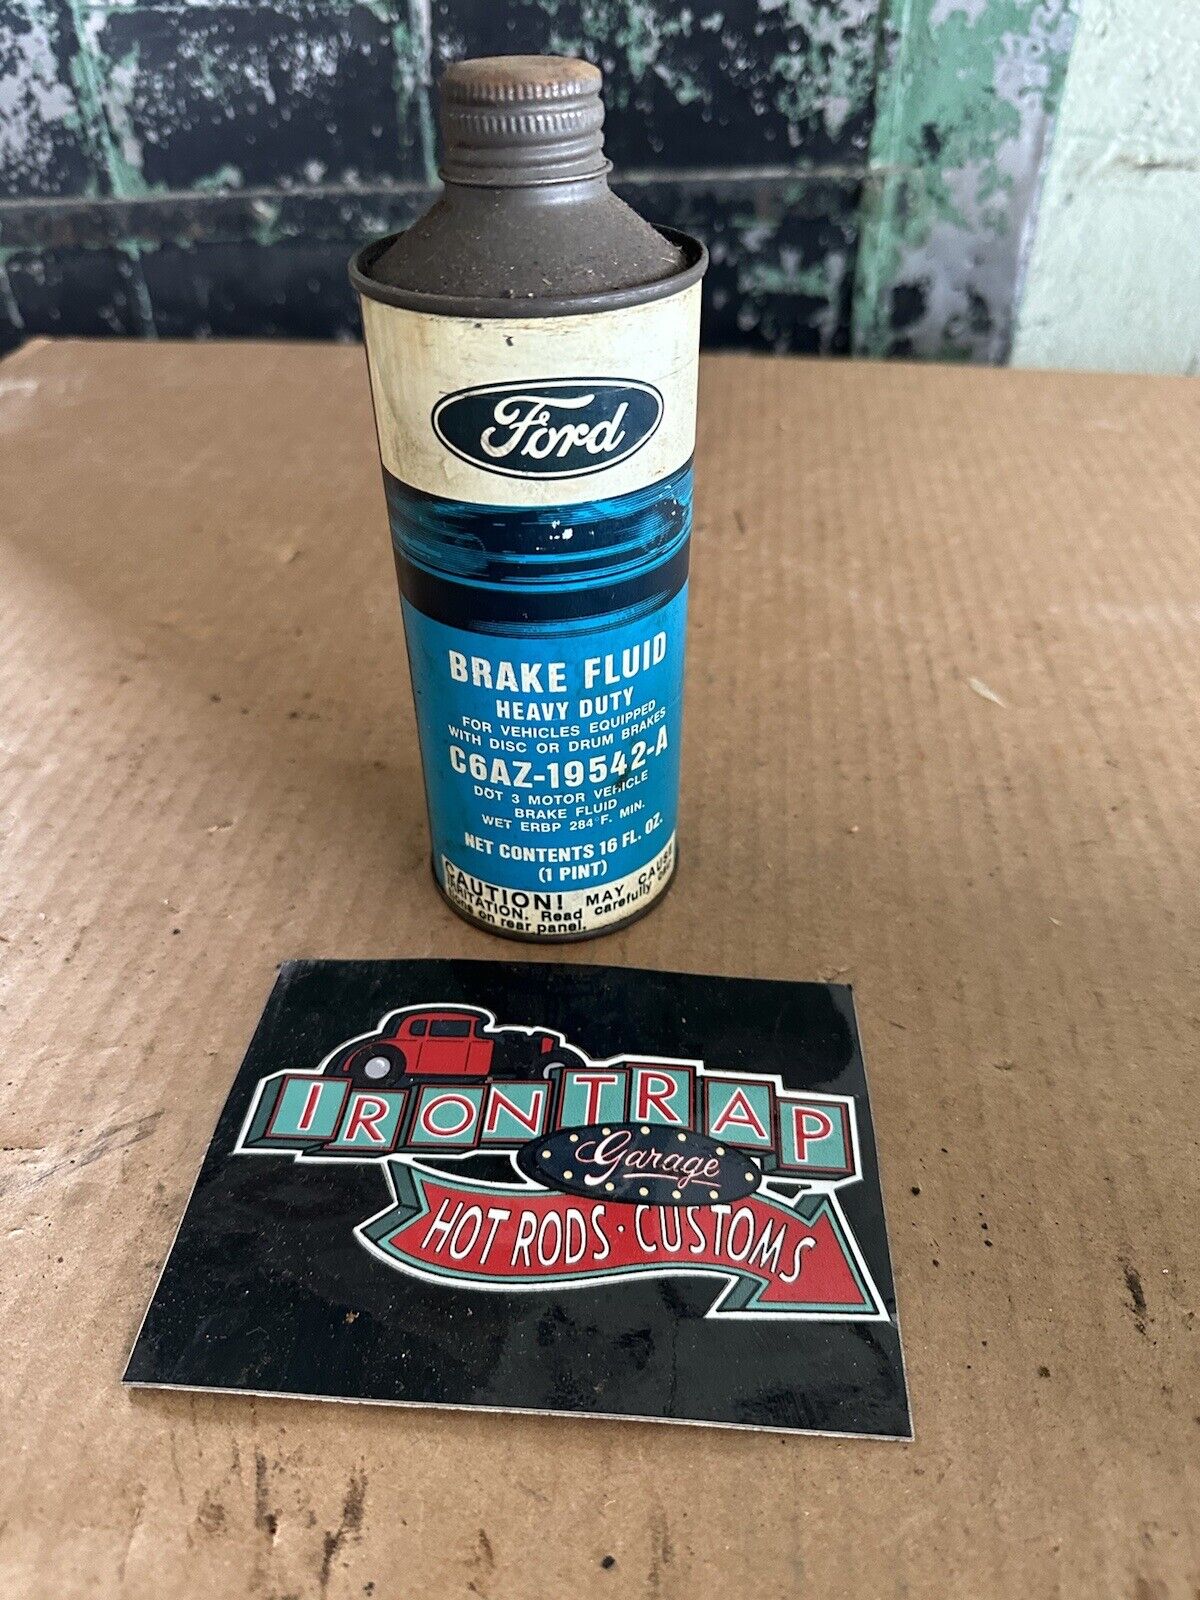 Ford
BRAKE FLUID
HEAVY DUTY
FOR VEHICLES EQUIPPED
WITH DISC OR DRUM BRAKES
C6AZ-19542-A
DOT 3 MOTOR VEHICLE
BRAKE FLUID
WET ERBP 284°F. MIN.
NET CONTENTS 16 FL. OZ.
(1 PINT)
CAUTION! MAY CAUSE
IRRITATION. Read carefully
on rear panel.
IRONTRAP
Garage
HOT RODS · CUSTOMS